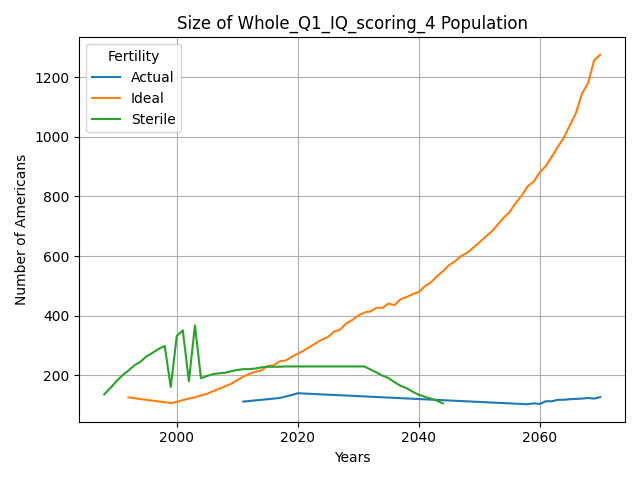 Size of Whole_Q1_IQ_scoring_4 Population
Fertility
Actual
Ideal
Sterile
Number of Americans
1200
1000
800
600
400
200
2000
2020
2040
2060
Years